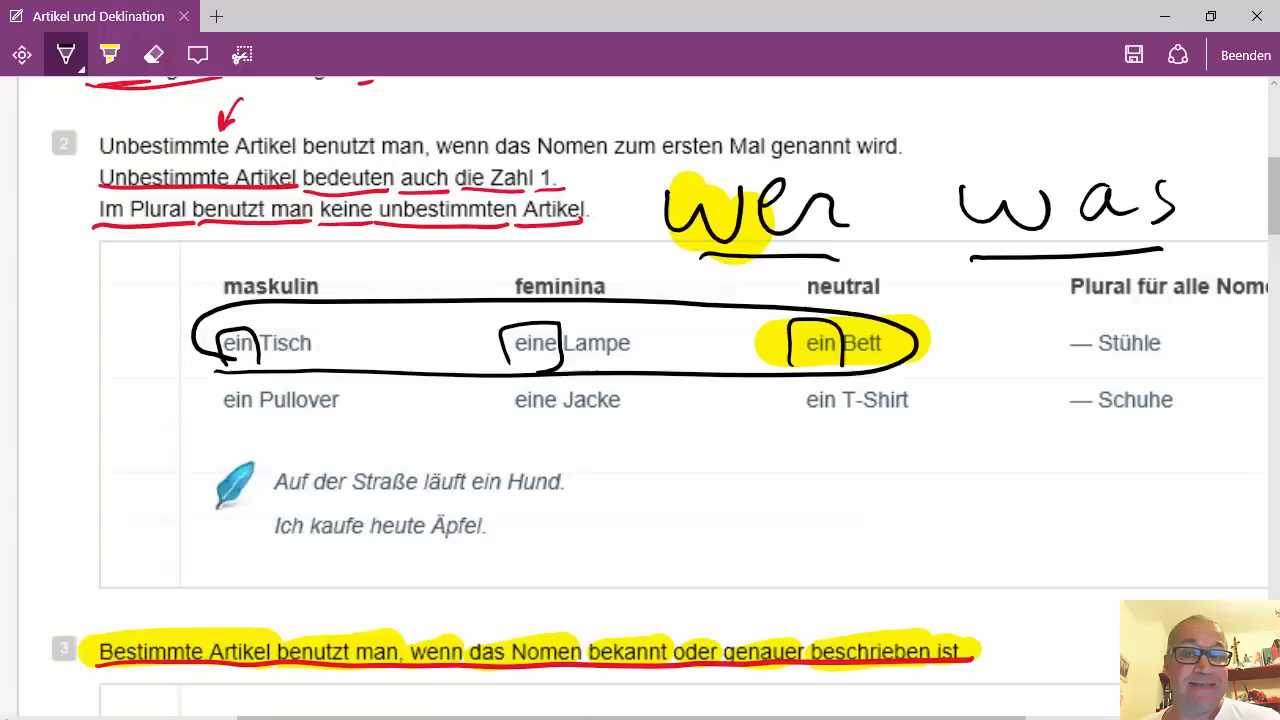 Artikel und Deklination
Beenden
2
Unbestimmte Artikel benutzt man, wenn das Nomen zum ersten Mal genannt wird.
Unbestimmte Artikel bedeuten auch die Zahl 1.
Im Plural benutzt man keine unbestimmten Artikel.
wer was
maskulin feminina neutral Plural für alle Nome
ein Tisch eine Lampe ein Bett — Stühle
ein Pullover eine Jacke ein T-Shirt — Schuhe
Auf der Straße läuft ein Hund.
Ich kaufe heute Äpfel.
3
Bestimmte Artikel benutzt man, wenn das Nomen bekannt oder genauer beschrieben ist